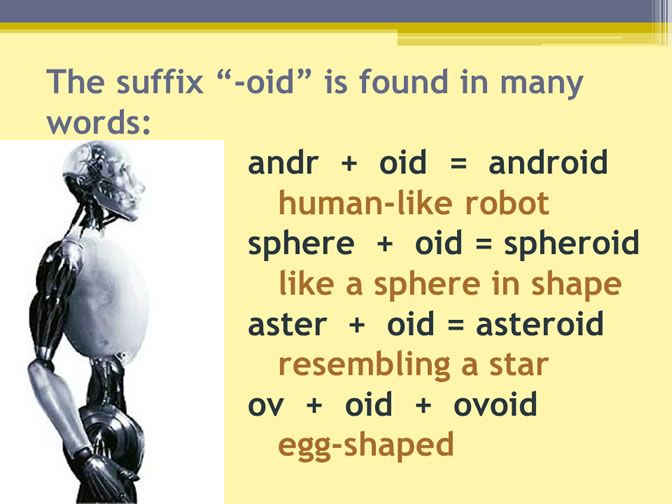 The suffix “-oid” is found in many
words:
andr + oid = android
human-like robot
sphere + oid = spheroid
like a sphere in shape
aster + oid = asteroid
resembling a star
ov + oid + ovoid
egg-shaped